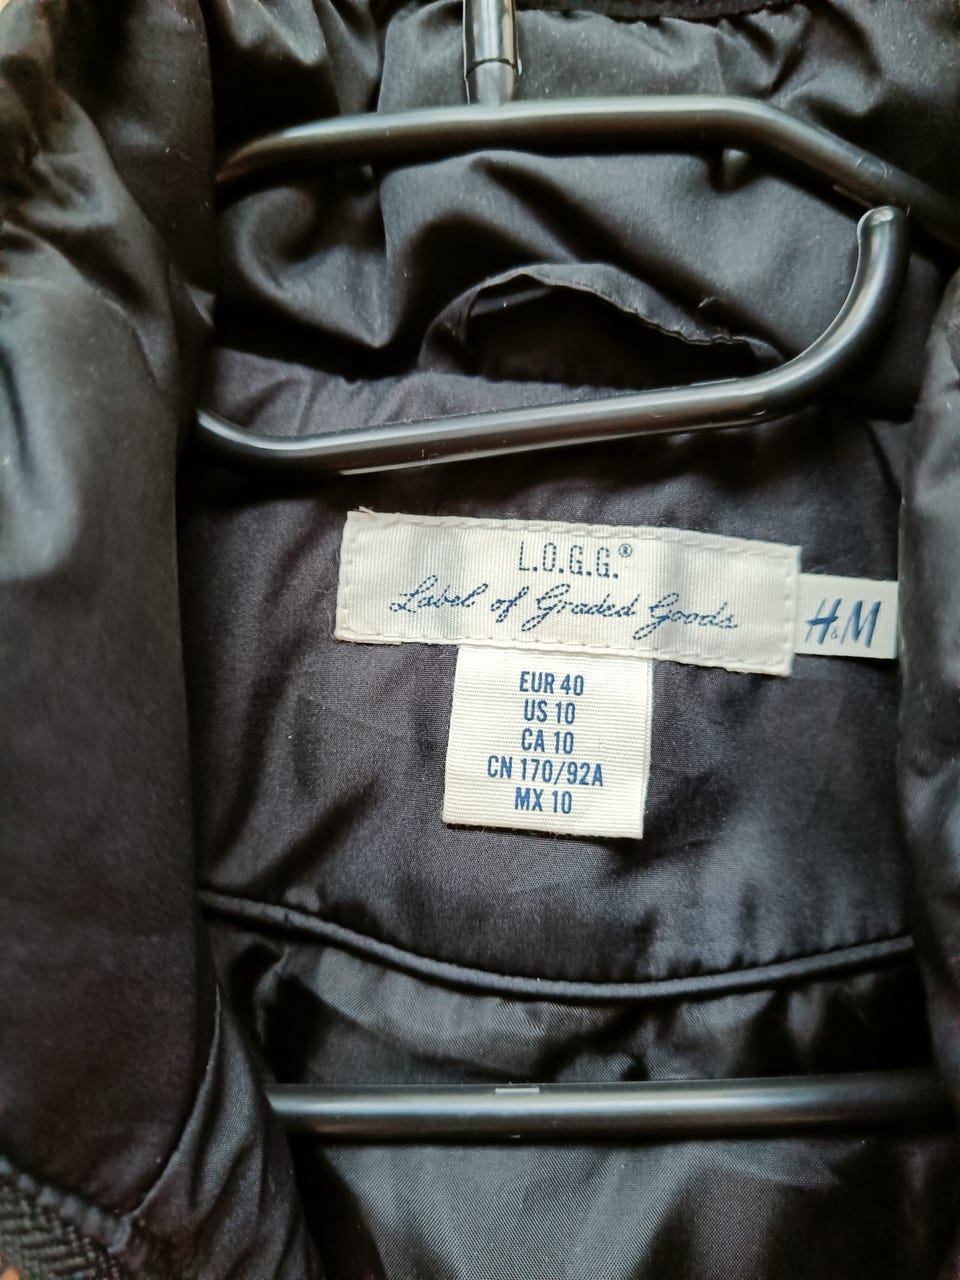 L.O.G.G.®
Label of Graded Goods
H&M
EUR 40
US 10
CA 10
CN 170/92A
MX 10